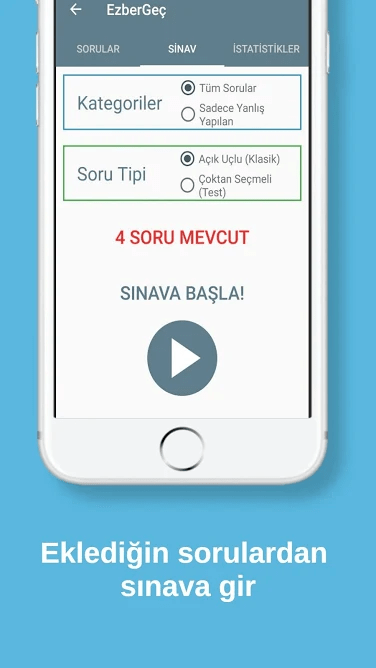 EzberGeç
SORULAR SINAV İSTATİSTİKLER
Kategoriler
Tüm Sorular
Sadece Yanlış
Yapılan
Soru Tipi
Açık Uçlu (Klasik)
Çoktan Seçmeli
(Test)
4 SORU MEVCUT
SINAVA BAŞLA!
Eklediğin sorulardan
sınava gir